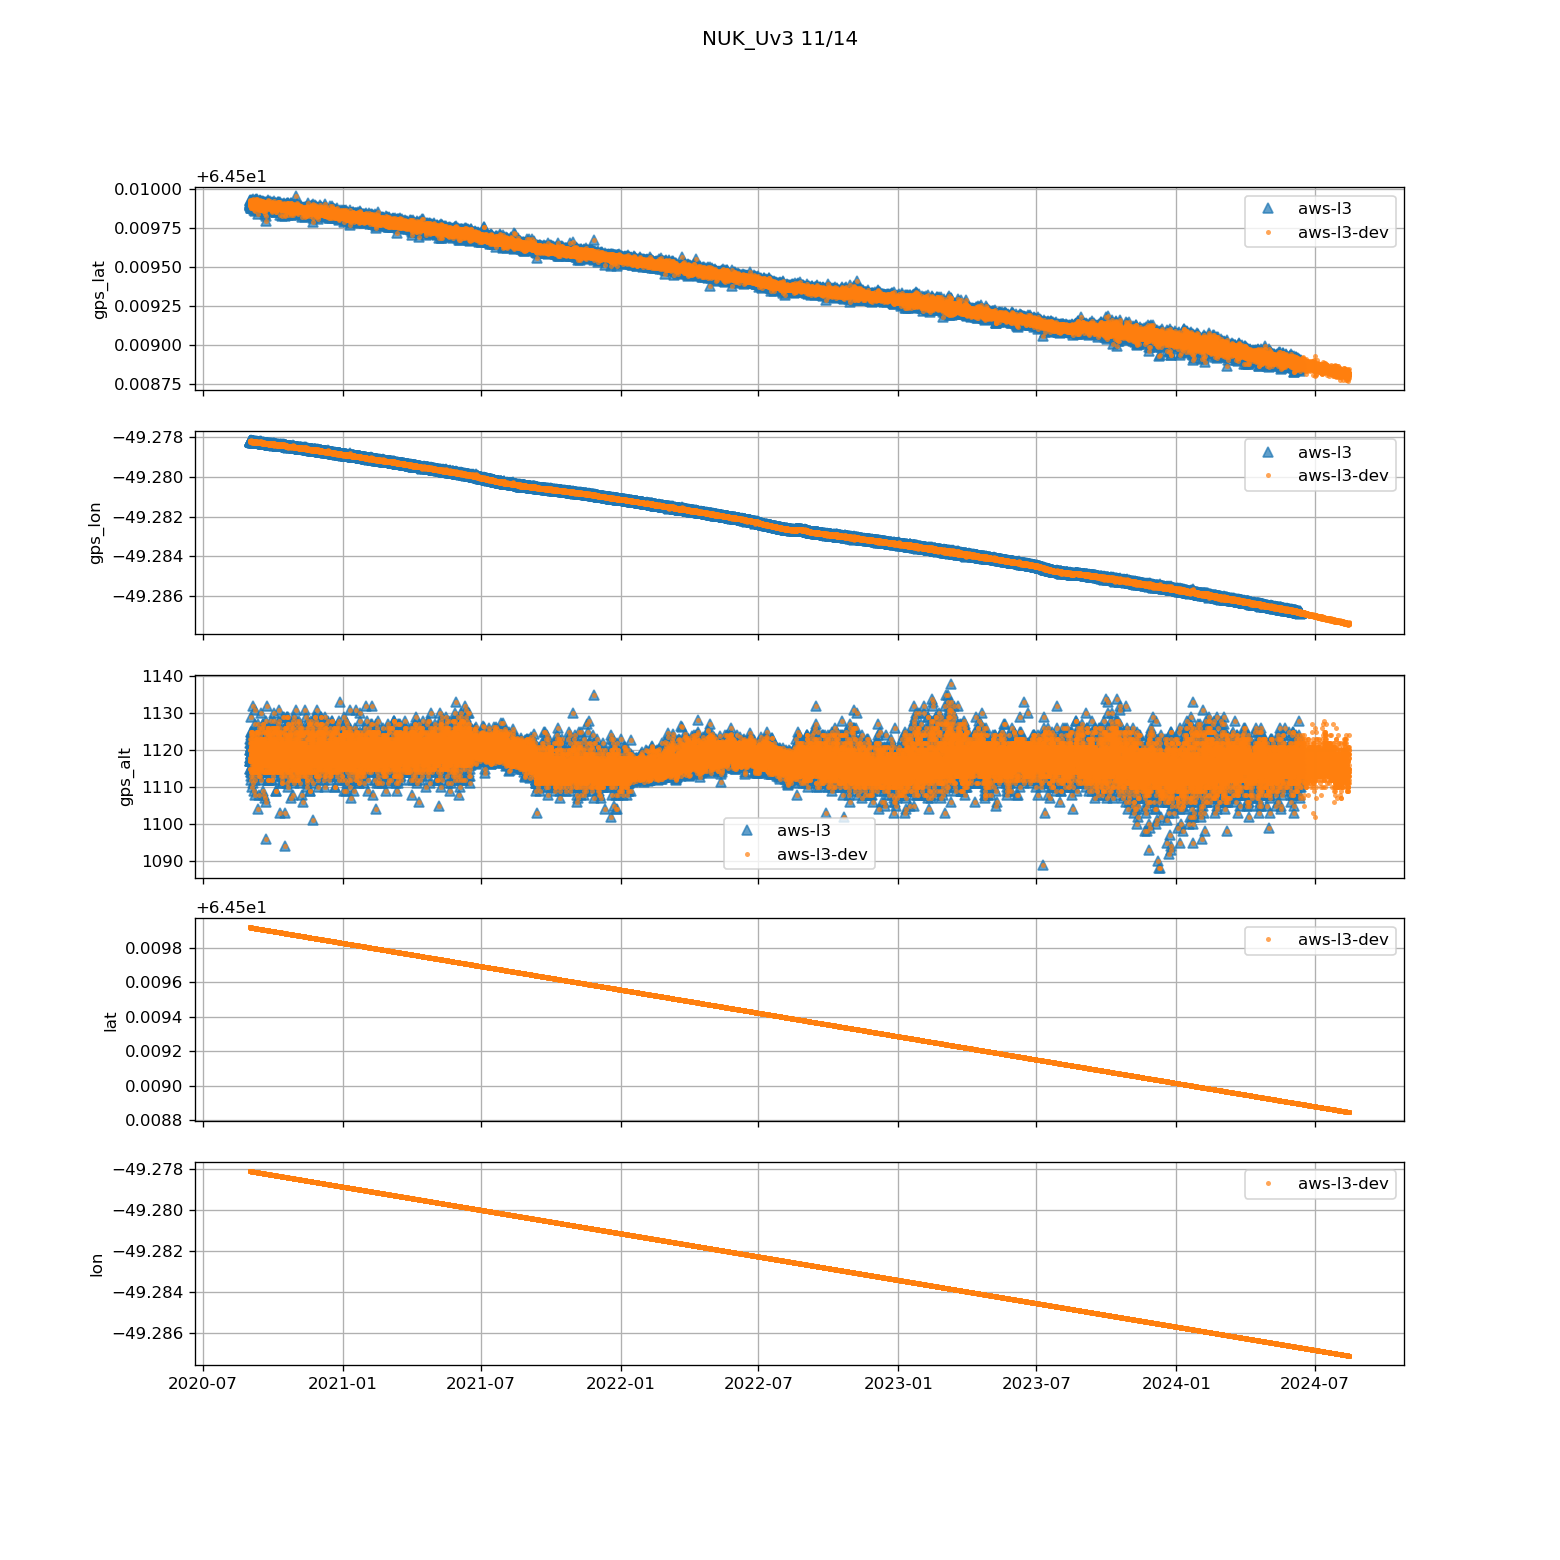 NUK_Uv3 11/14
+6.45e1
0.01000
0.00975
0.00950
0.00925
0.00900
0.00875
gps_lat
aws-l3
aws-l3-dev
−49.278
−49.280
−49.282
−49.284
−49.286
gps_lon
aws-l3
aws-l3-dev
1140
1130
1120
1110
1100
1090
gps_alt
aws-l3
aws-l3-dev
+6.45e1
0.0098
0.0096
0.0094
0.0092
0.0090
0.0088
lat
aws-l3-dev
−49.278
−49.280
−49.282
−49.284
−49.286
lon
aws-l3-dev
2020-07 2021-01 2021-07 2022-01 2022-07 2023-01 2023-07 2024-01 2024-07